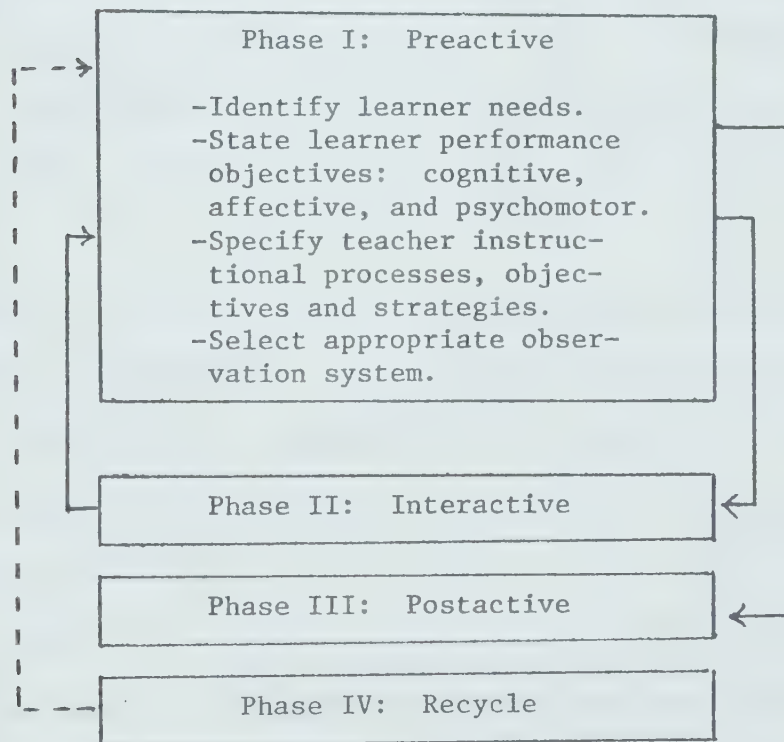 Phase I: Preactive
-Identify learner needs.
-State learner performance
objectives: cognitive,
affective, and psychomotor.
-Specify teacher instruc-
tional processes, objec-
tives and strategies.
-Select appropriate obser-
vation system.
Phase II: Interactive
Phase III: Postactive
Phase IV: Recycle